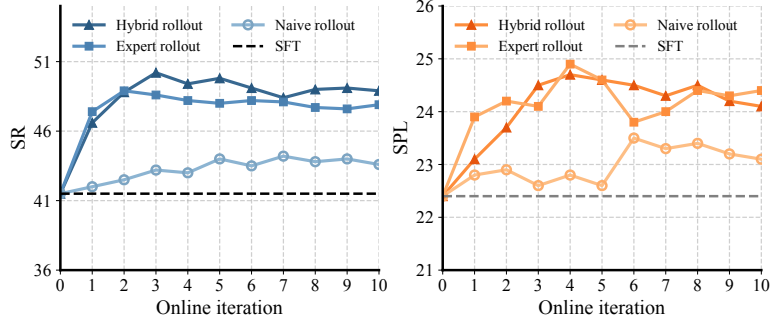 Hybrid rollout
Naive rollout
Expert rollout
SFT
SR
51
46
41
36
0 1 2 3 4 5 6 7 8 9 10
Online iteration
Hybrid rollout
Naive rollout
Expert rollout
SFT
SPL
26
25
24
23
22
21
0 1 2 3 4 5 6 7 8 9 10
Online iteration